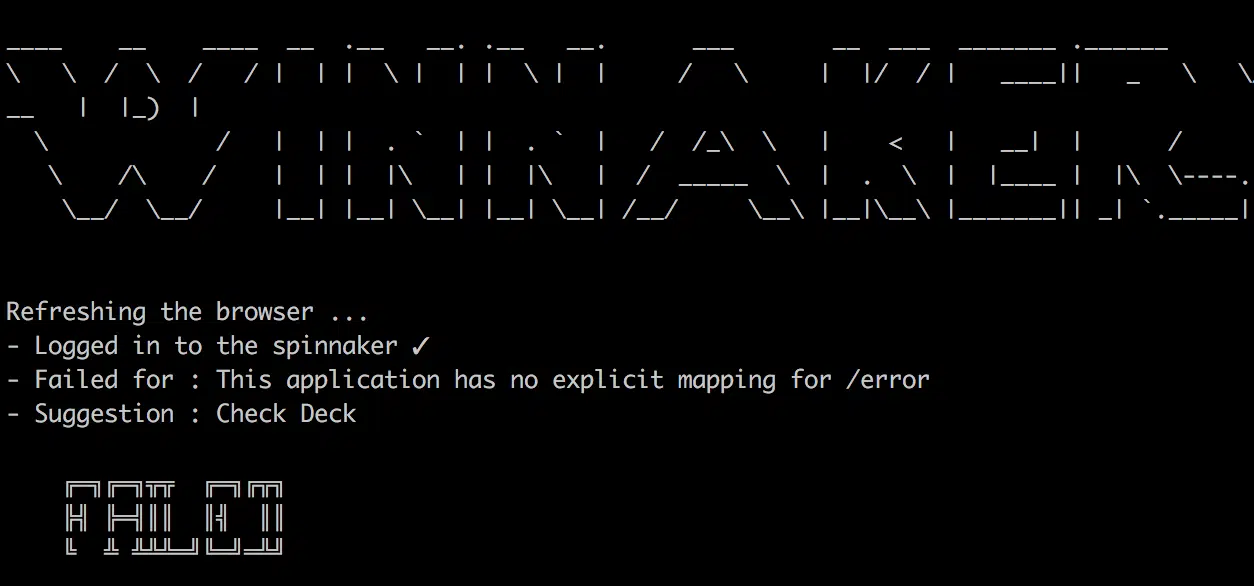 WINNAKER
Refreshing the browser ...
- Logged in to the spinnaker ✓
- Failed for : This application has no explicit mapping for /error
- Suggestion : Check Deck
FAILED